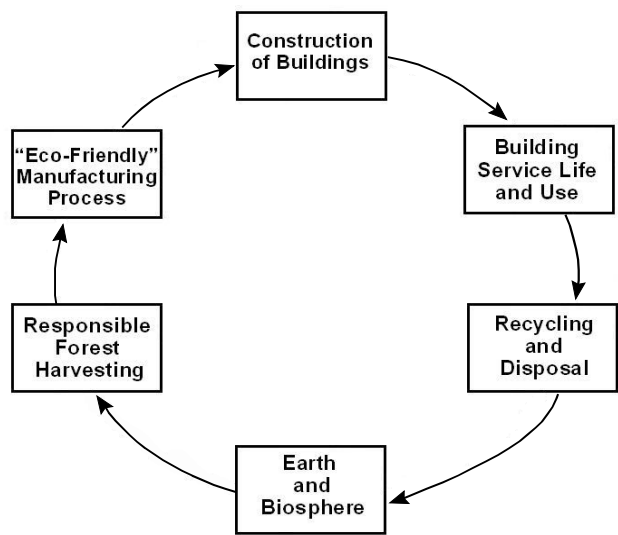 Construction
of Buildings
Building
Service Life
and Use
Recycling
and
Disposal
Earth
and
Biosphere
Responsible
Forest
Harvesting
“Eco-Friendly”
Manufacturing
Process